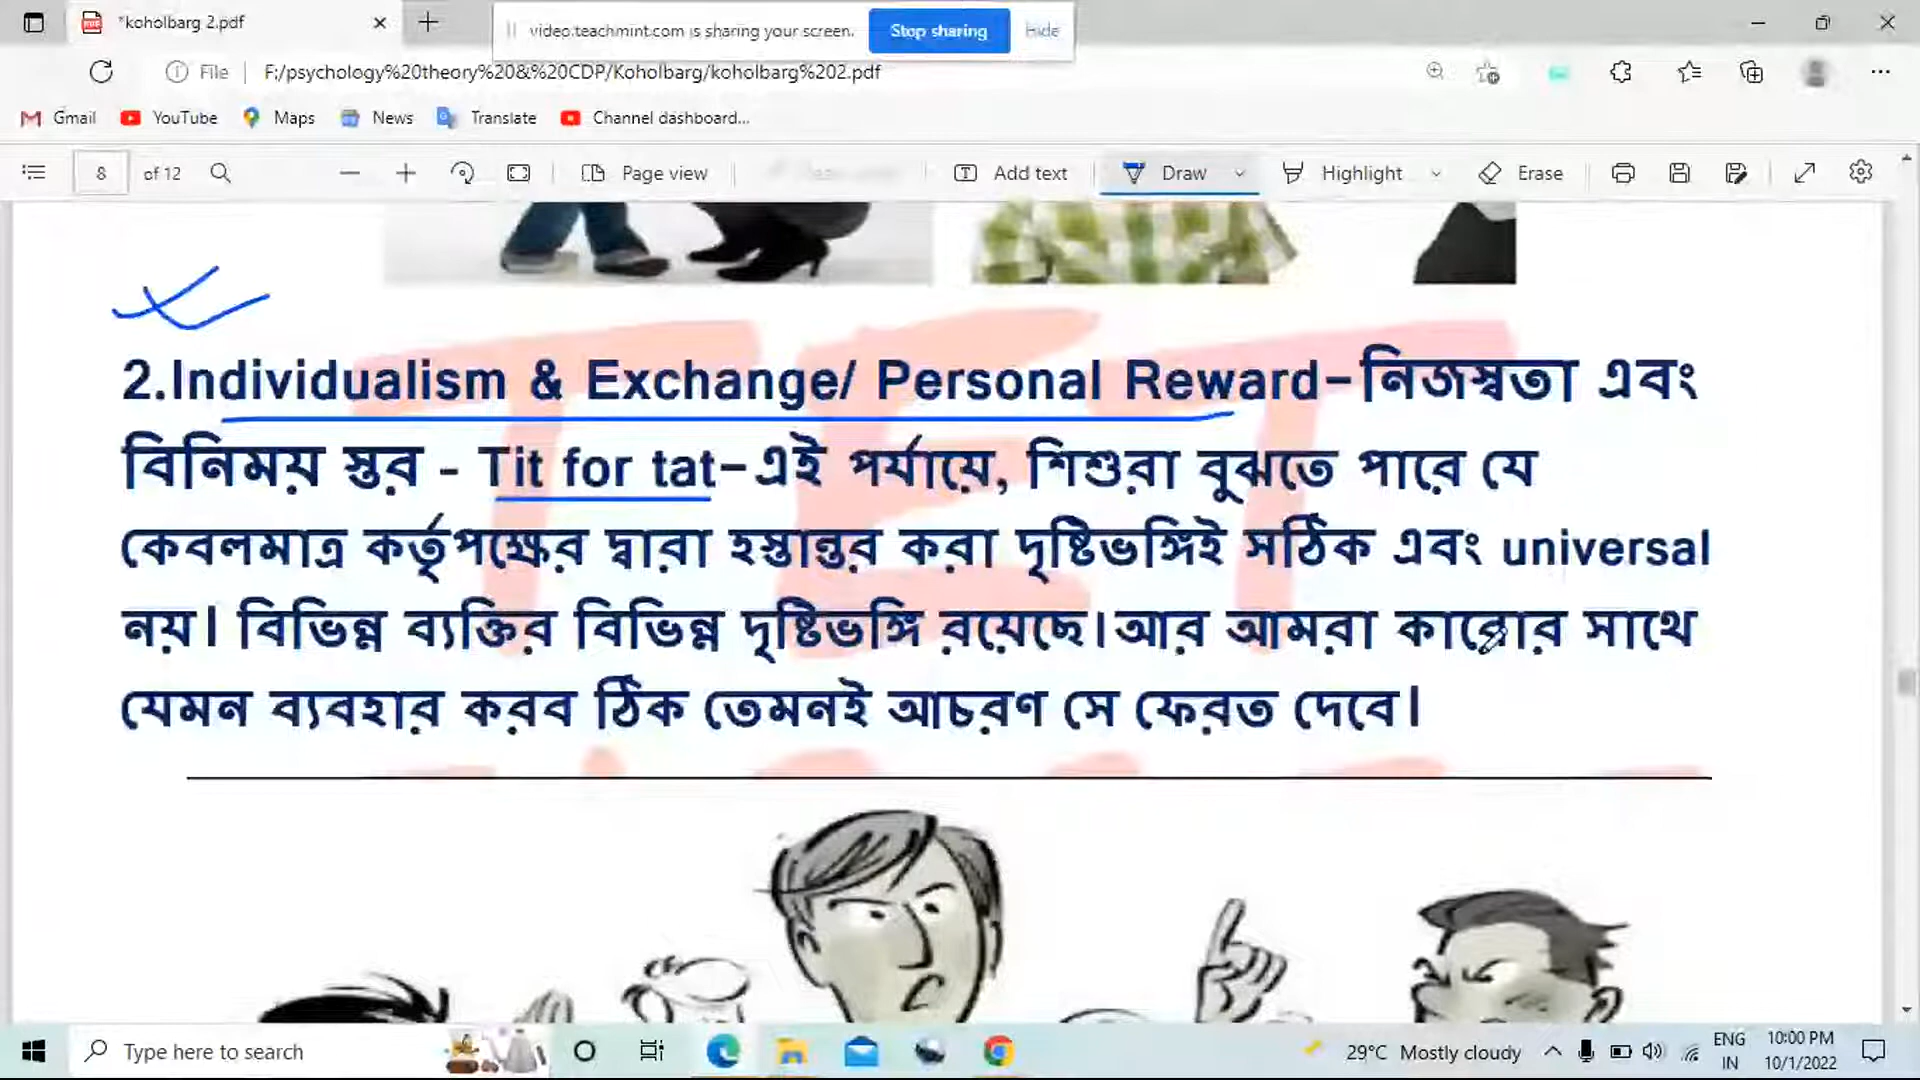 *koholbarg 2.pdf
video.teachmint.com is sharing your screen. Stop sharing Hide
File F:/psychology%20theory%20&%20CDP/Koholbarg/koholbarg%202.pdf
Gmail YouTube Maps News Translate Channel dashboard...
8 of 12 Page view Add text Draw Highlight Erase
2.Individualism & Exchange/ Personal Reward-নিজস্বতা এবং
বিনিময় স্তর - Tit for tat-এই পর্যায়ে, শিশুরা বুঝতে পারে যে
কেবলমাত্র কর্তৃপক্ষের দ্বারা হস্তান্তর করা দৃষ্টিভঙ্গিই সঠিক এবং universal
নয়। বিভিন্ন ব্যক্তির বিভিন্ন দৃষ্টিভঙ্গি রয়েছে।আর আমরা কারোর সাথে
যেমন ব্যবহার করব ঠিক তেমনই আচরণ সে ফেরত দেবে।
TET
Type here to search 29°C Mostly cloudy ENG 10:00 PM
IN 10/1/2022